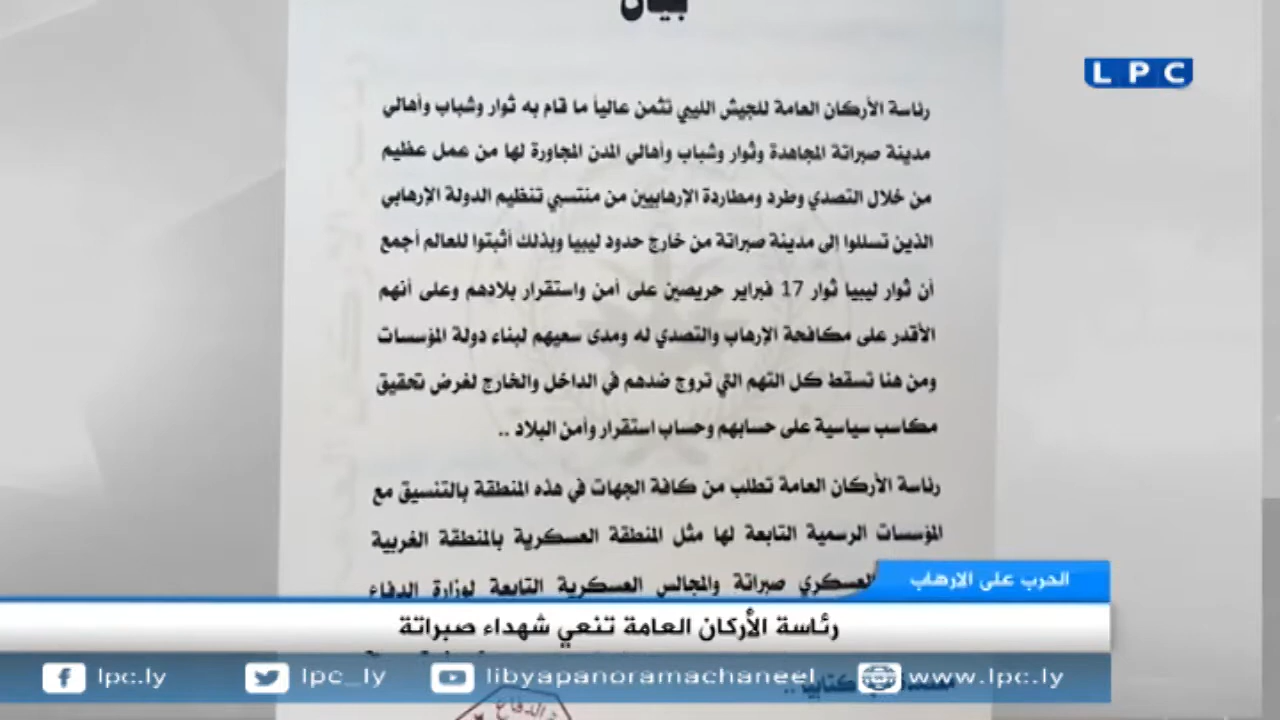 بيان
LPC
رئاسة الأركان العامة للجيش الليبي تثمن عالياً ما قام به ثوار وشباب وأهالي
مدينة صبراتة المجاهدة وثوار وشباب وأهالي المدن المجاورة لها من عمل عظيم
من خلال التصدي وطرد ومطاردة الإرهابيين من منتسبي تنظيم الدولة الإرهابي
الذين تسللوا إلى مدينة صبراتة من خارج حدود ليبيا وبذلك أثبتوا للعالم أجمع
أن ثوار ليبيا ثوار 17 فبراير حريصين على أمن واستقرار بلادهم وعلى أنهم
الأقدر على مكافحة الإرهاب والتصدي له ومدى سعيهم لبناء دولة المؤسسات
ومن هنا تسقط كل التهم التي تروج ضدهم في الداخل والخارج لغرض تحقيق
مكاسب سياسية على حسابهم وحساب استقرار وأمن البلاد ..
رئاسة الأركان العامة تطلب من كافة الجهات في هذه المنطقة بالتنسيق مع
المؤسسات الرسمية التابعة لها مثل المنطقة العسكرية بالمنطقة الغربية
العسكري صبراتة والمجالس العسكرية التابعة لوزارة الدفاع
الحرب على الارهاب
رئاسة الأركان العامة تنعي شهداء صبراتة
lpc.ly lpc_ly libyapanoramachaneel www.lpc.ly
الدفاع